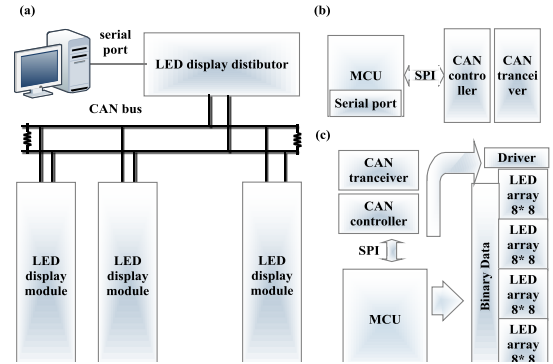 (a)
serial
port
LED display distibutor
CAN bus
LED
display
module
LED
display
module
LED
display
module
(b)
MCU
Serial port
SPI
CAN
contro
ller
CAN
trancei
ver
(c)
CAN
tranceiver
CAN
controller
SPI
MCU
Driver
Binary Data
LED
array
8* 8
LED
array
8* 8
LED
array
8* 8
LED
array
8* 8